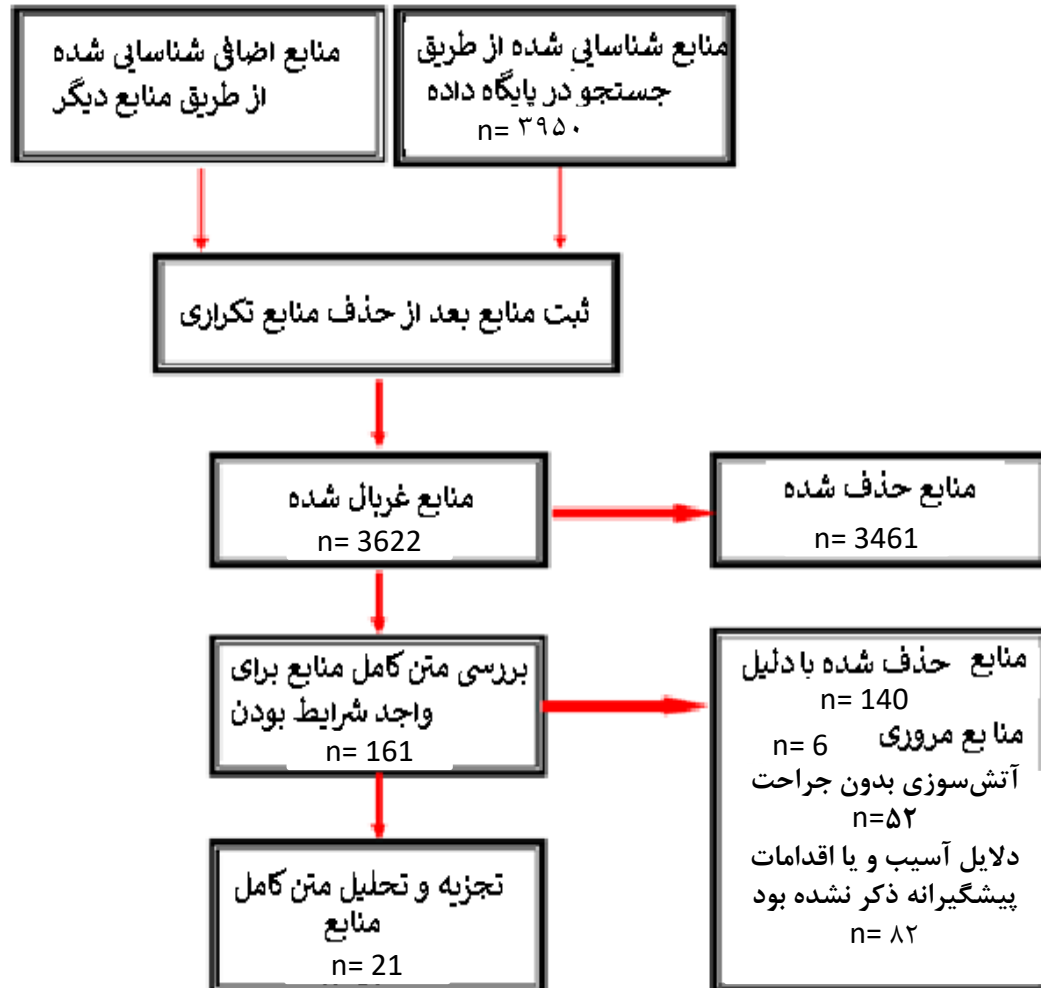 منابع شناسایی شده از طریق
جستجو در پایگاه داده
n= ۳۹۵۰
منابع اضافی شناسایی شده
از طریق منابع دیگر
ثبت منابع بعد از حذف منابع تکراری
منابع غربال شده
n= 3622
منابع حذف شده
n= 3461
بررسی متن کامل منابع برای
واجد شرایط بودن
n= 161
منابع حذف شده با دلیل
n= 140
منابع مروری n= 6
آتش‌سوزی بدون جراحت
n=۵۲
دلایل آسیب و یا اقدامات
پیشگیرانه ذکر نشده بود
n= ۸۲
تجزیه و تحلیل متن کامل
منابع
n= 21